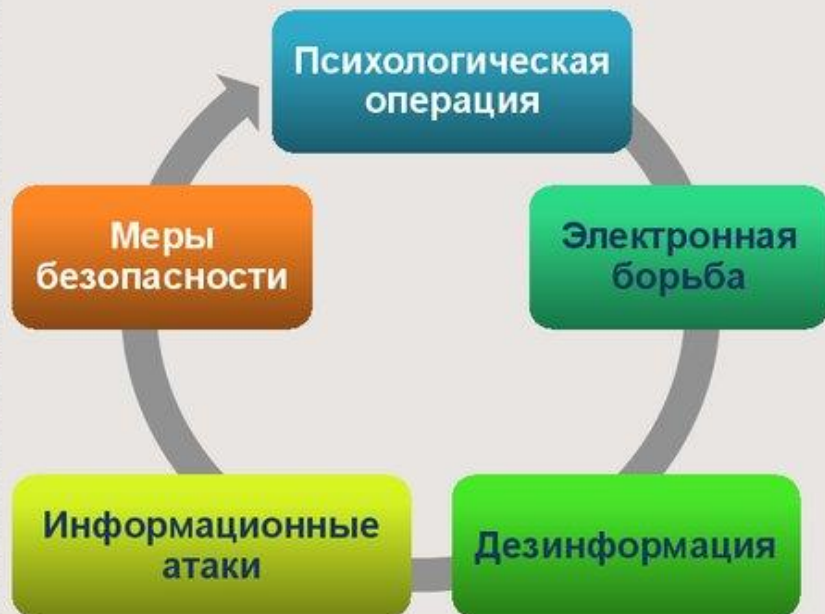 Психологическая
операция
Электронная
борьба
Дезинформация
Информационные
атаки
Меры
безопасности